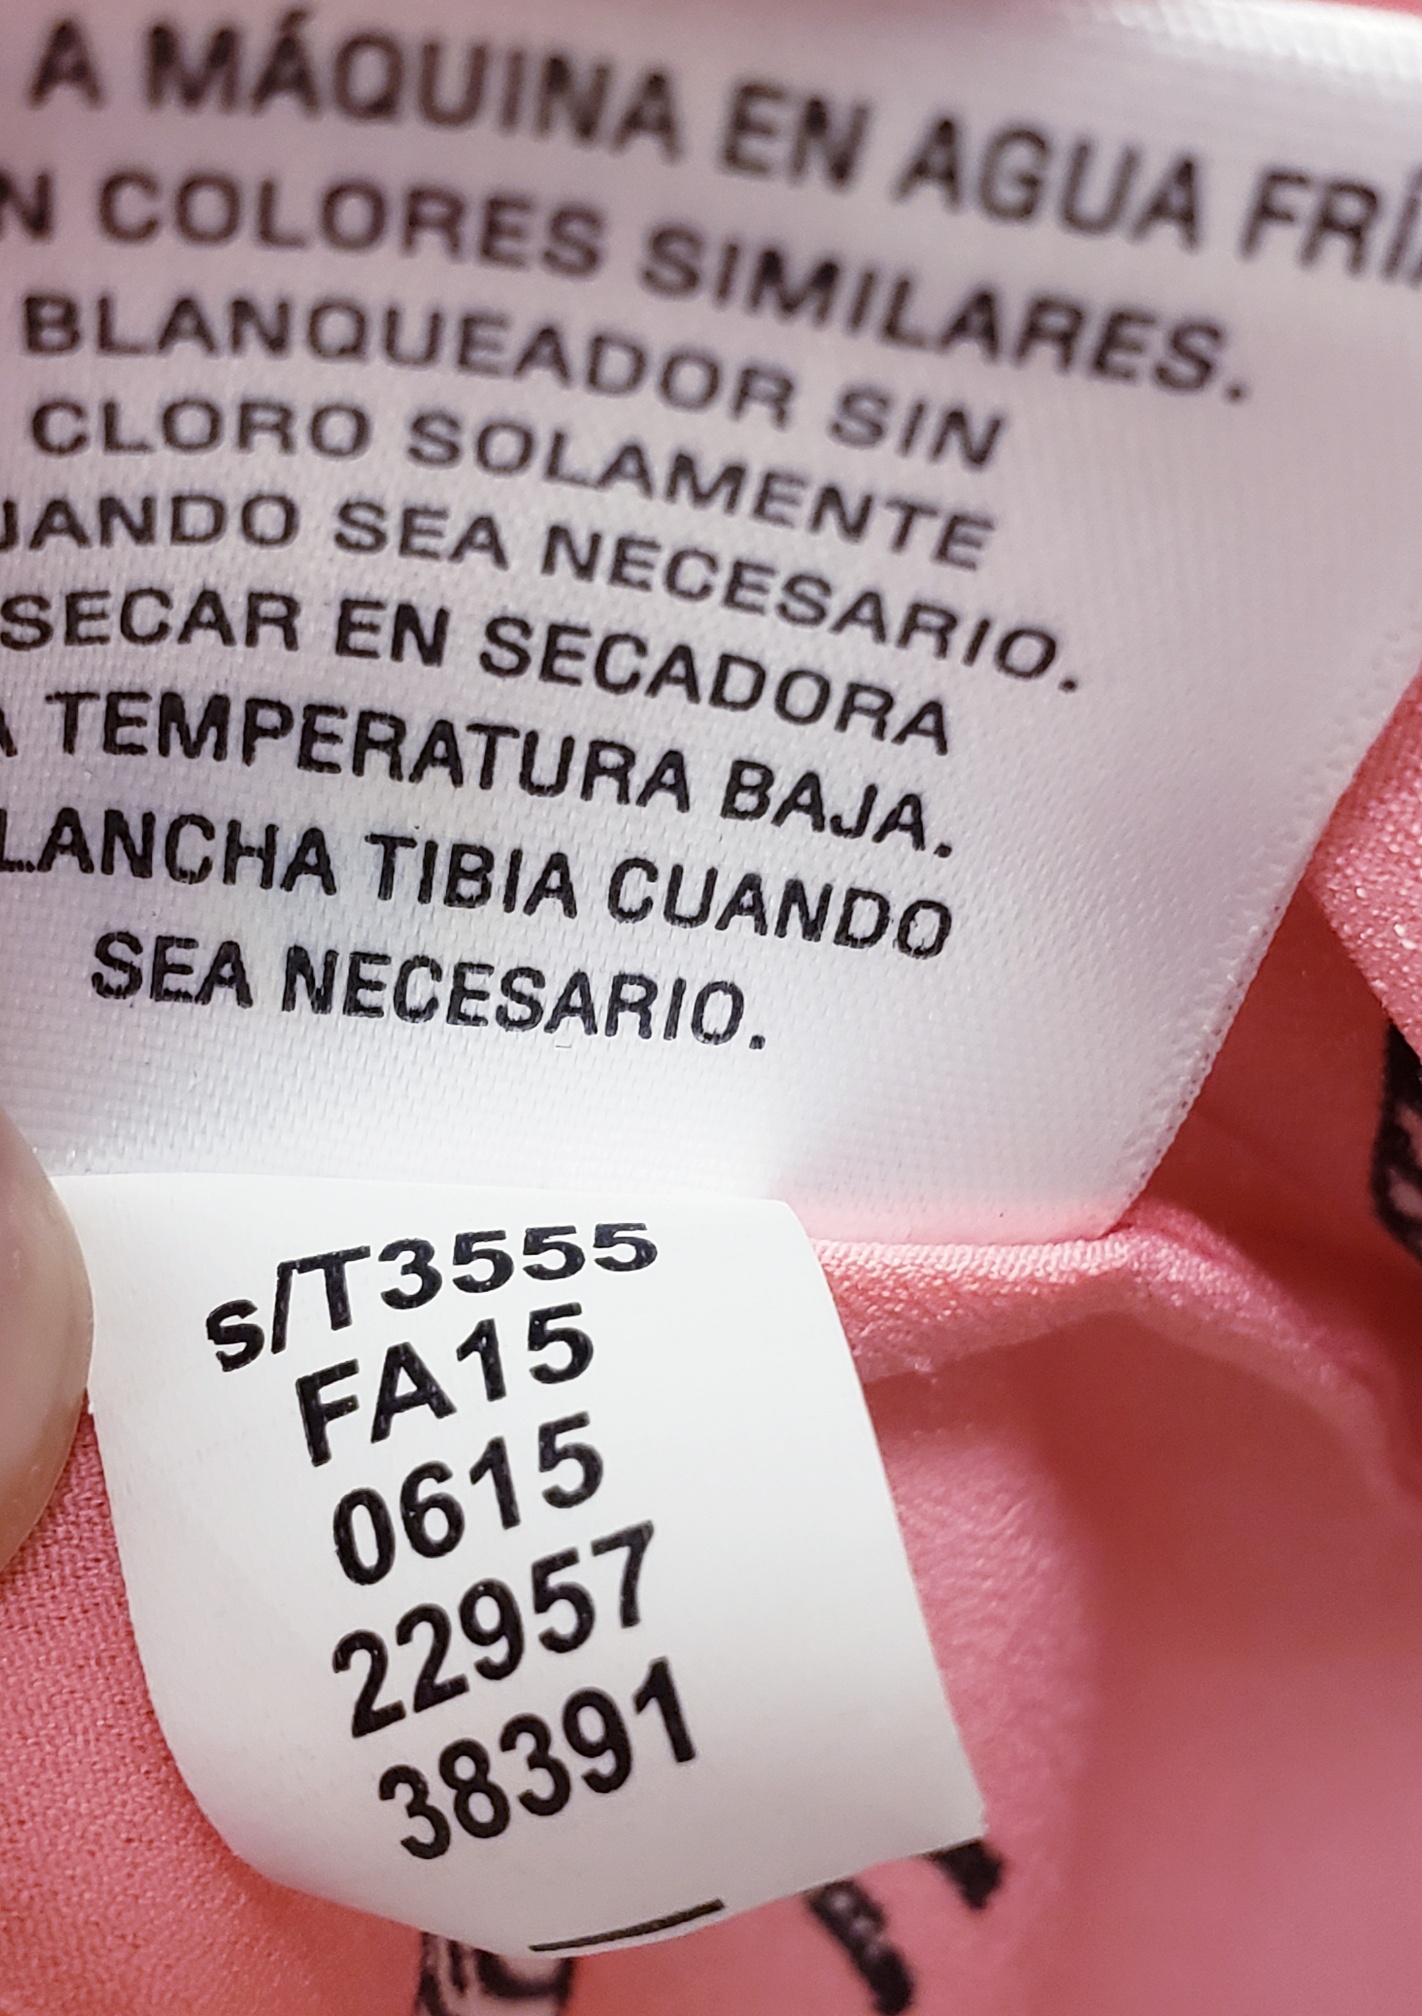 A MÁQUINA EN AGUA FRÍ
N COLORES SIMILARES.
BLANQUEADOR SIN
CLORO SOLAMENTE
UANDO SEA NECESARIO.
SECAR EN SECADORA
A TEMPERATURA BAJA.
LANCHA TIBIA CUANDO
SEA NECESARIO.
s/T3555
FA15
0615
22957
38391